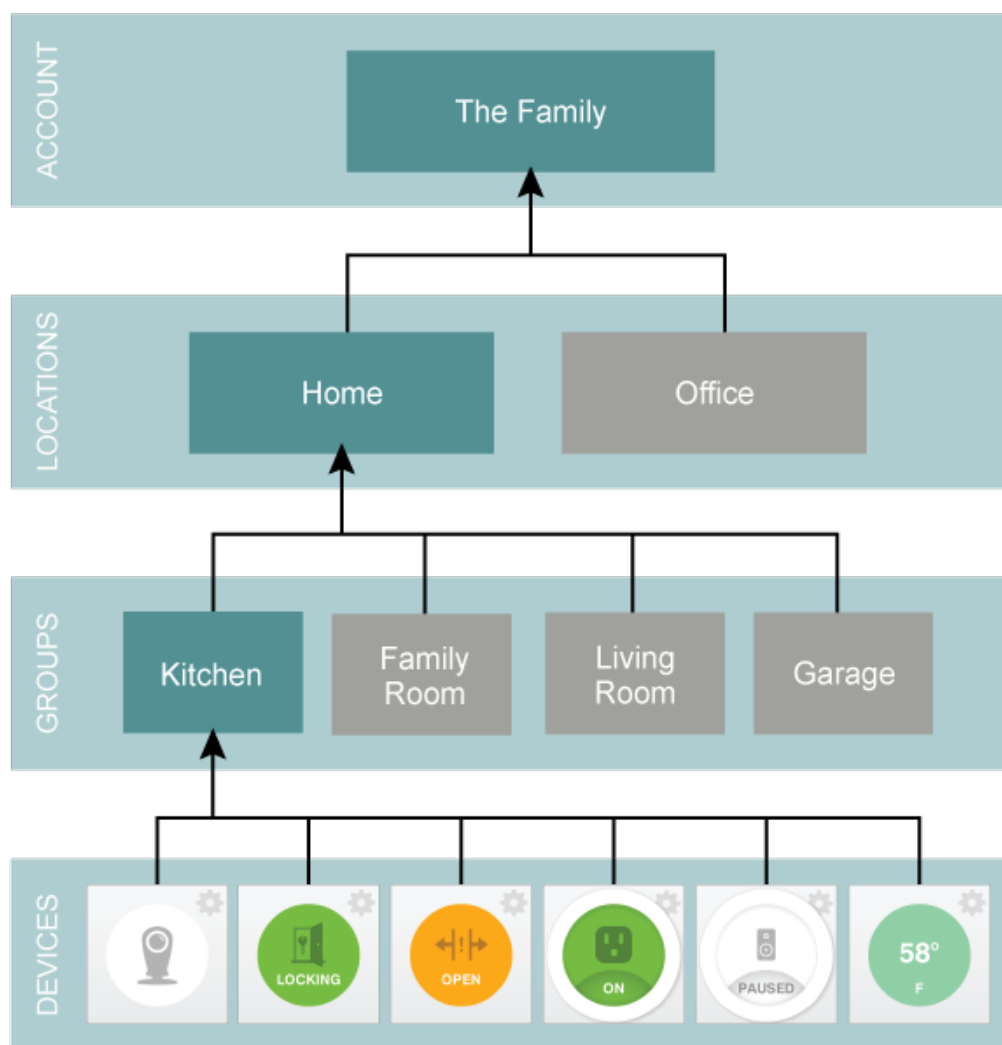 ACCOUNT
The Family
LOCATIONS
Home
Office
GROUPS
Kitchen
Family
Room
Living
Room
Garage
DEVICES
LOCKING
!
OPEN
ON
PAUSED
58°
F